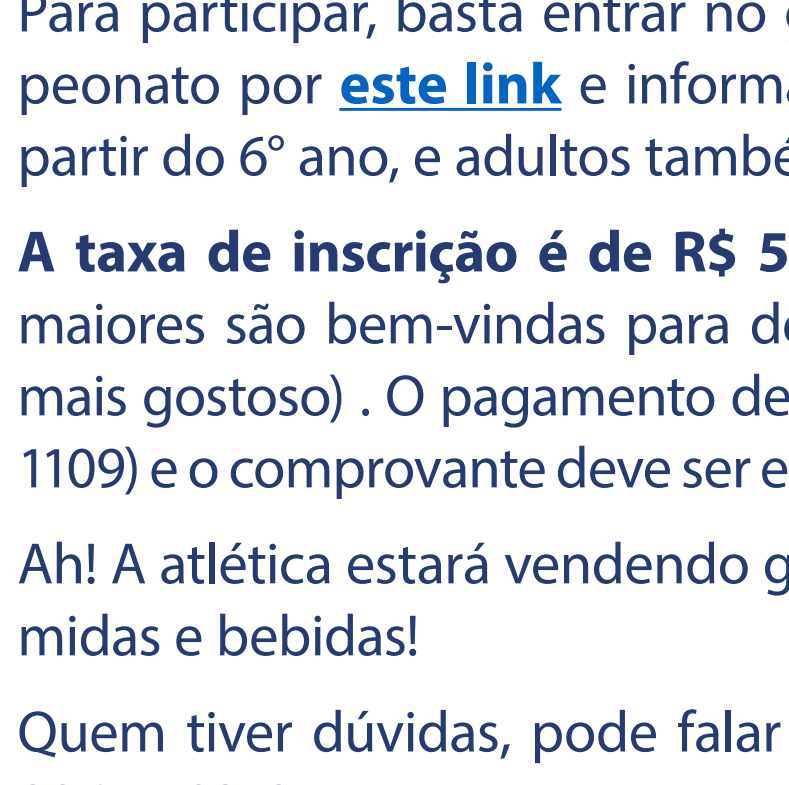 Para participar, basta entrar no
peonato por este link e informa
partir do 6° ano, e adultos també
A taxa de inscrição é de R$ 5
maiores são bem-vindas para de
mais gostoso) . O pagamento de
1109) e o comprovante deve ser e
Ah! A atlética estará vendendo g
midas e bebidas!
Quem tiver dúvidas, pode falar